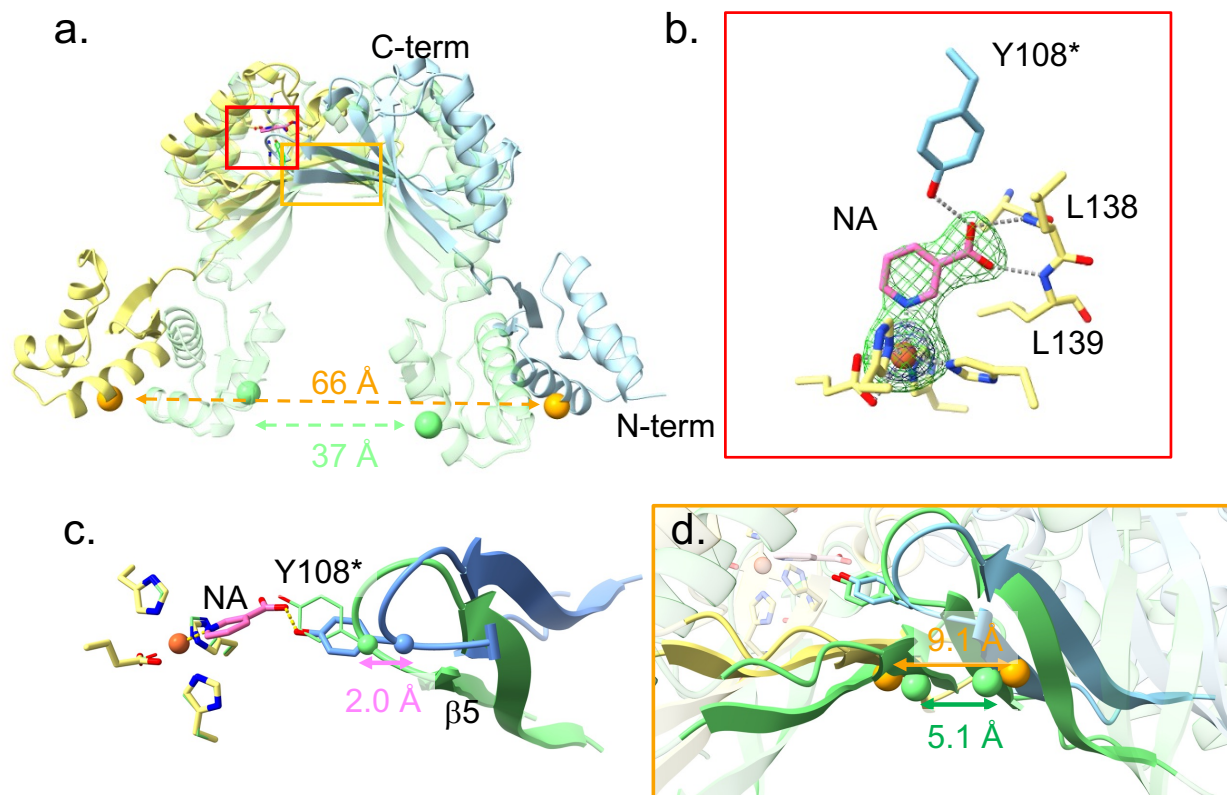 a.
C-term
66 Å
37 Å
N-term
b.
Y108*
NA
L138
L139
c.
NA
Y108*
2.0 Å
β5
d.
9.1 Å
5.1 Å